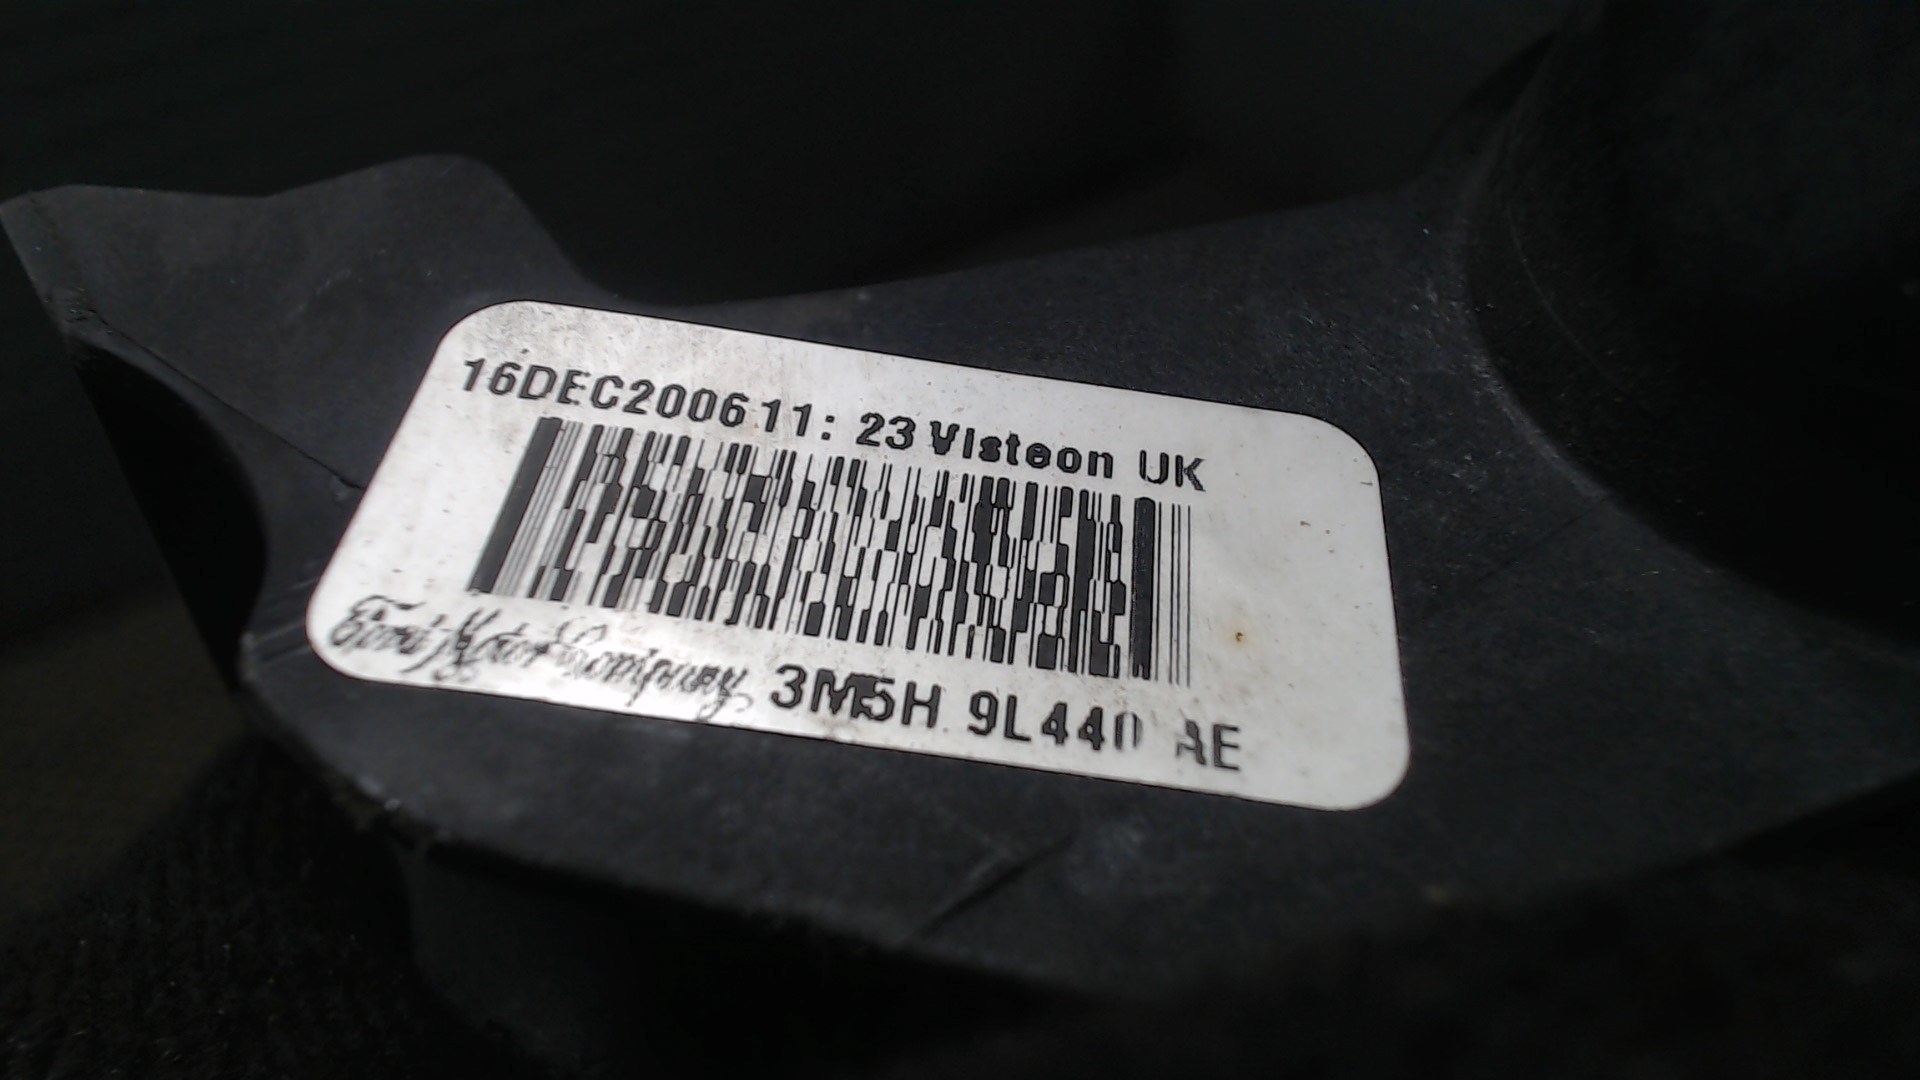 16DEC2006 11: 23 Visteon UK
Ford Motor Company 3M5H 9L440 AE